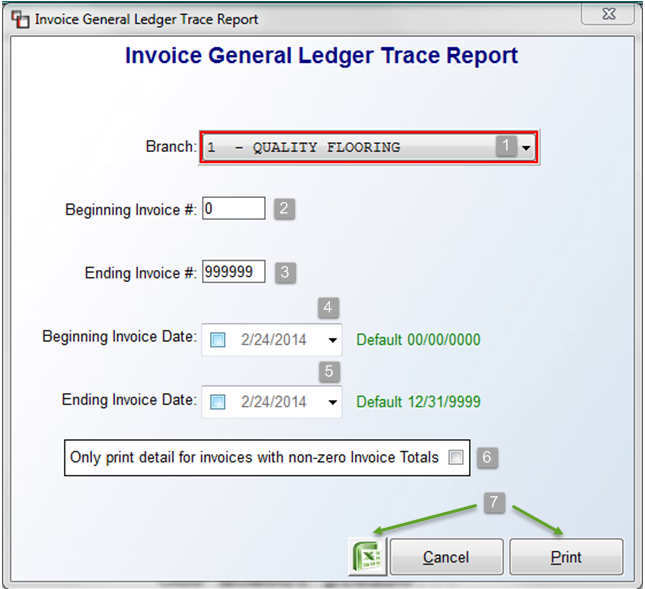 Invoice General Ledger Trace Report
Invoice General Ledger Trace Report
Branch: 1 - QUALITY FLOORING 1
Beginning Invoice #: 0 2
Ending Invoice #: 999999 3
4
Beginning Invoice Date: 2/24/2014 Default 00/00/0000
5
Ending Invoice Date: 2/24/2014 Default 12/31/9999
Only print detail for invoices with non-zero Invoice Totals 6
7
Cancel Print